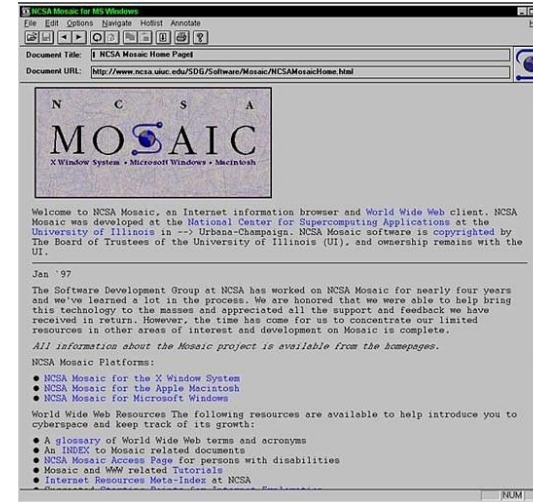 NCSA Mosaic for MS Windows
File Edit Options Navigate Hotlist Annotate
Document Title: NCSA Mosaic Home Page
Document URL: http://www.ncsa.uiuc.edu/SDG/Software/Mosaic/NCSAMosaicHome.html
N C S A
MOSAIC
X Window System • Microsoft Windows • Macintosh
Welcome to NCSA Mosaic, an Internet information browser and World Wide Web client. NCSA
Mosaic was developed at the National Center for Supercomputing Applications at the
University of Illinois in --> Urbana-Champaign. NCSA Mosaic software is copyrighted by
The Board of Trustees of the University of Illinois (UI), and ownership remains with the
UI.
Jan '97
The Software Development Group at NCSA has worked on NCSA Mosaic for nearly four years
and we've learned a lot in the process. We are honored that we were able to help bring
this technology to the masses and appreciated all the support and feedback we have
received in return. However, the time has come for us to concentrate our limited
resources in other areas of interest and development on Mosaic is complete.
All information about the Mosaic project is available from the homepages.
NCSA Mosaic Platforms:
● NCSA Mosaic for the X Window System
● NCSA Mosaic for the Apple Macintosh
● NCSA Mosaic for Microsoft Windows
World Wide Web Resources The following resources are available to help introduce you to
cyberspace and keep track of its growth:
● A glossary of World Wide Web terms and acronyms
● An INDEX to Mosaic related documents
● NCSA Mosaic Access Page for persons with disabilities
● Mosaic and WWW related Tutorials
● Internet Resources Meta-Index at NCSA
NUM